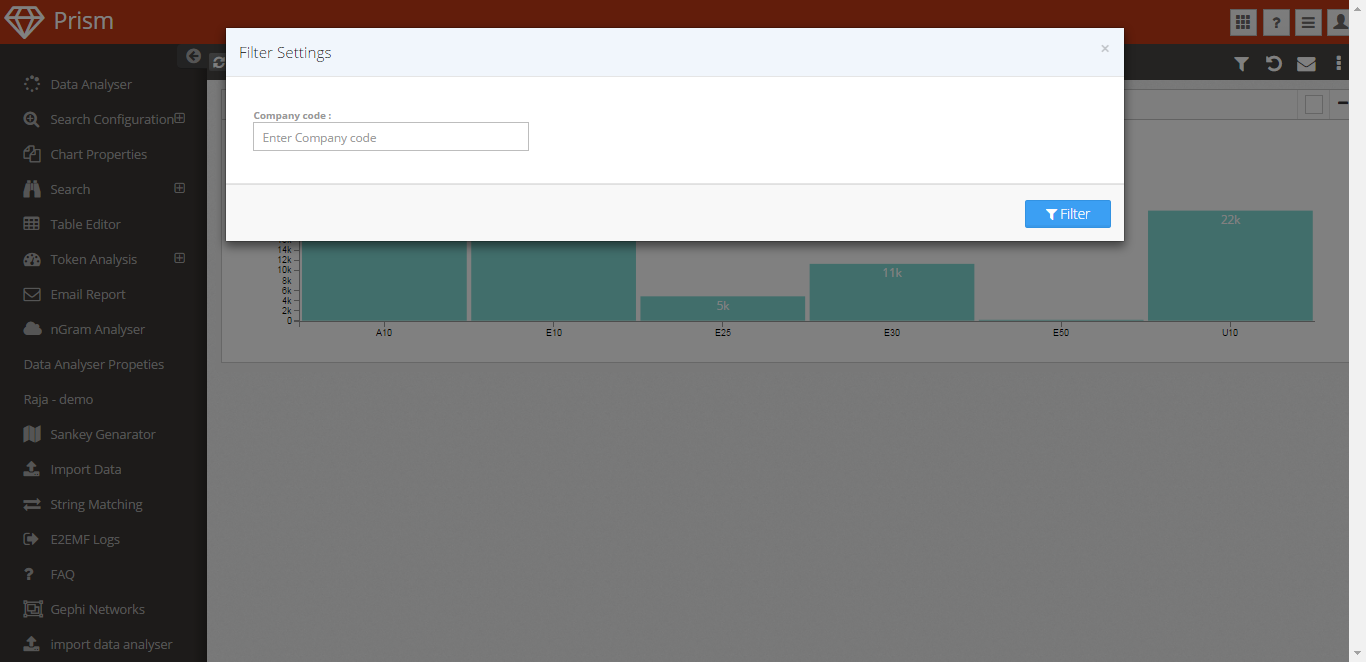 Prism
?
Filter Settings
×
Company code :
Enter Company code
Filter
Data Analyser
Search Configuration
Chart Properties
Search
Table Editor
Token Analysis
Email Report
nGram Analyser
Data Analyser Propeties
Raja - demo
Sankey Genarator
Import Data
String Matching
E2EMF Logs
? FAQ
Gephi Networks
import data analyser
14k
12k
10k
8k
6k
4k
2k
0
5k
11k
22k
A10
E10
E25
E30
E50
U10